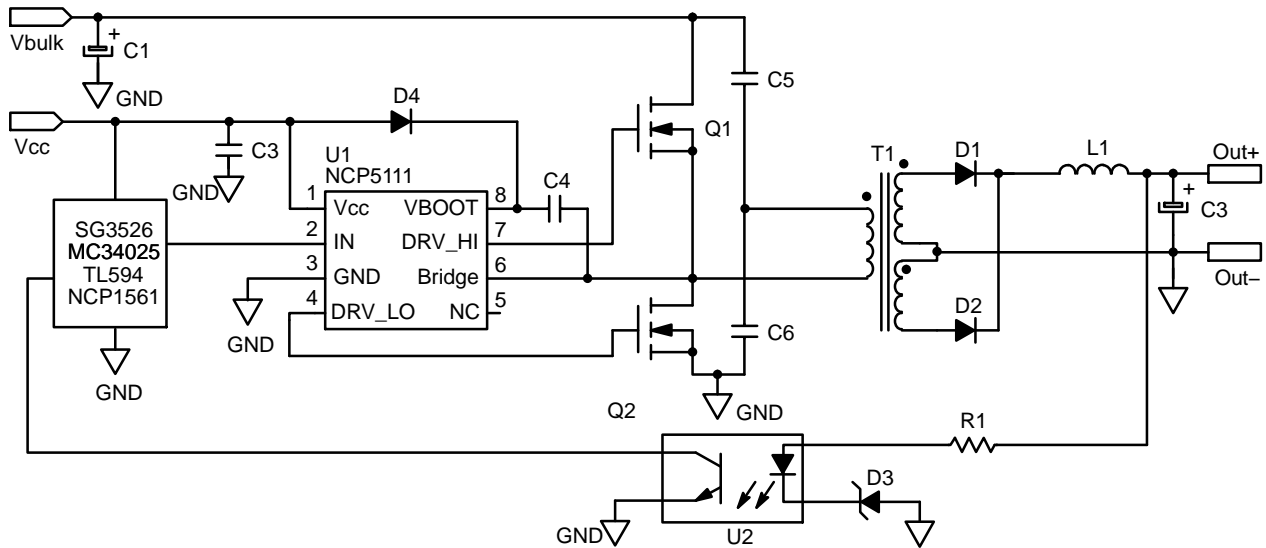 Vbulk
+
C1
GND
C5
D4
Vcc
Q1
C3
GND
U1
NCP5111
T1
D1
L1
Out+
C4
1
Vcc
VBOOT
8
+
C3
SG3526
MC34025
TL594
NCP1561
2
IN
DRV_HI
7
3
GND
Bridge
6
4
DRV_LO
NC
5
Out–
D2
GND
C6
GND
Q2
GND
R1
D3
GND
U2